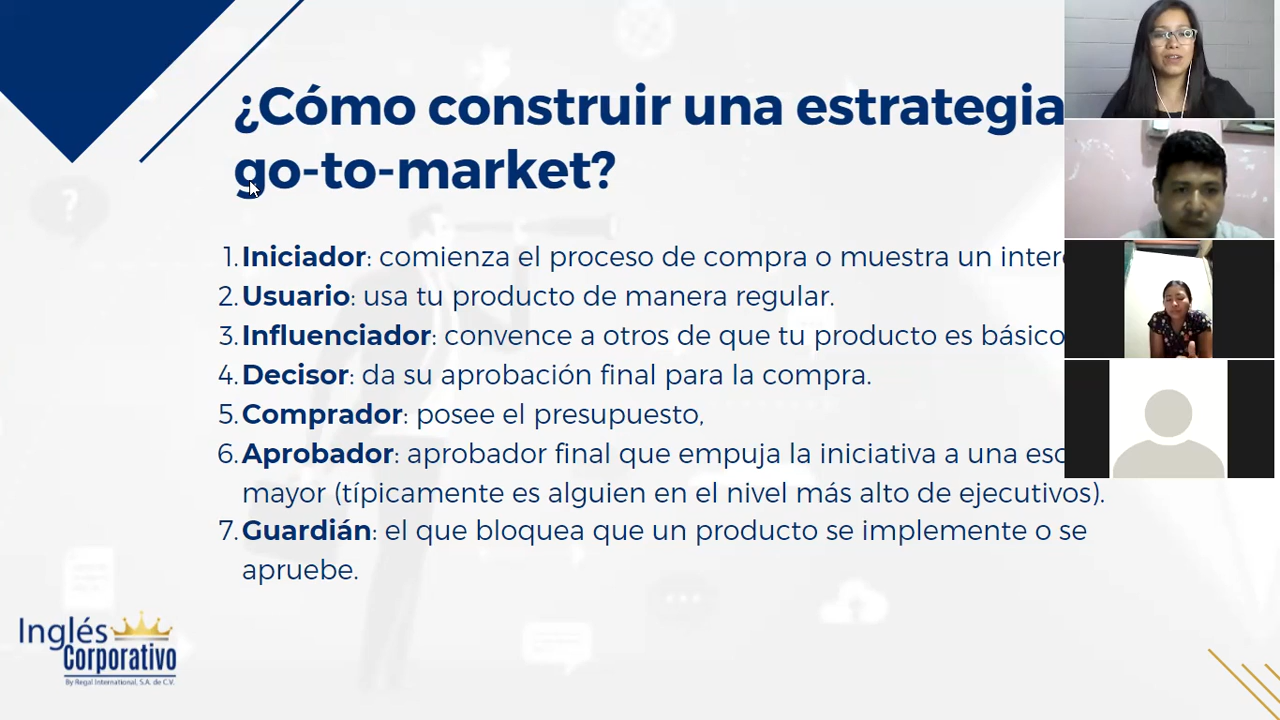 ¿Cómo construir una estrategia
go-to-market?
1. Iniciador: comienza el proceso de compra o muestra un
2. Usuario: usa tu producto de manera regular.
3. Influenciador: convence a otros de que tu producto es básico
4. Decisor: da su aprobación final para la compra.
5. Comprador: posee el presupuesto,
6. Aprobador: aprobador final que empuja la iniciativa a una
mayor (típicamente es alguien en el nivel más alto de ejecutivos).
7. Guardián: el que bloquea que un producto se implemente o se
apruebe.
?
Inglés
Corporativo
By Regal International, S.A. de C.V.